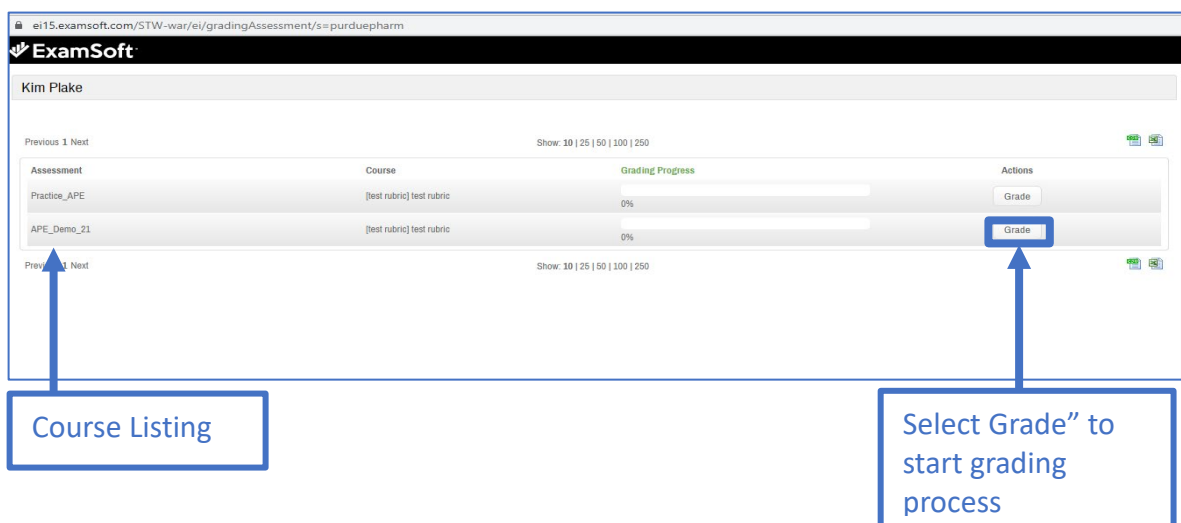 ei15.examsoft.com/STW-war/ei/gradingAssessment/s=purduepharm
ExamSoft
Kim Plake
Previous 1 Next Show: 10 | 25 | 50 | 100 | 250
Assessment Course Grading Progress Actions
Practice_APE [test rubric] test rubric 0% Grade
APE_Demo_21 [test rubric] test rubric 0% Grade
1 Next Show: 10 | 25 | 50 | 100 | 250
Course Listing
Select Grade” to
start grading
process